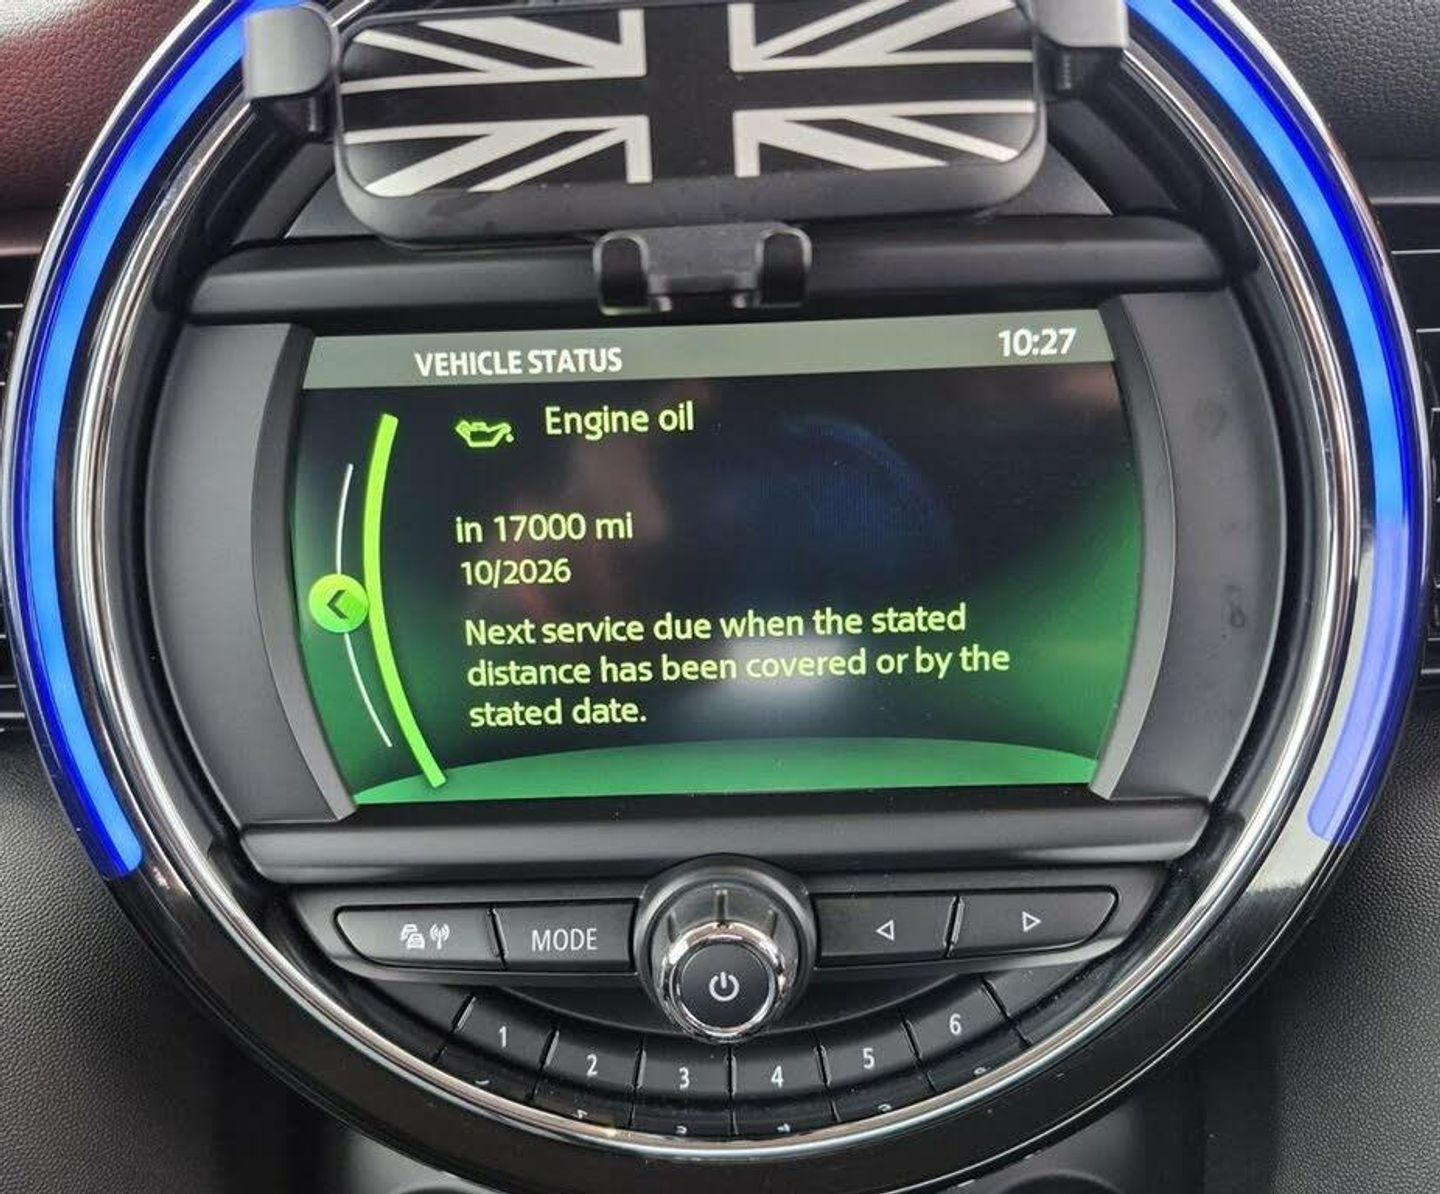 VEHICLE STATUS 10:27
Engine oil
in 17000 mi
10/2026
Next service due when the stated
distance has been covered or by the
stated date.
MODE
1 2 3 4 5 6